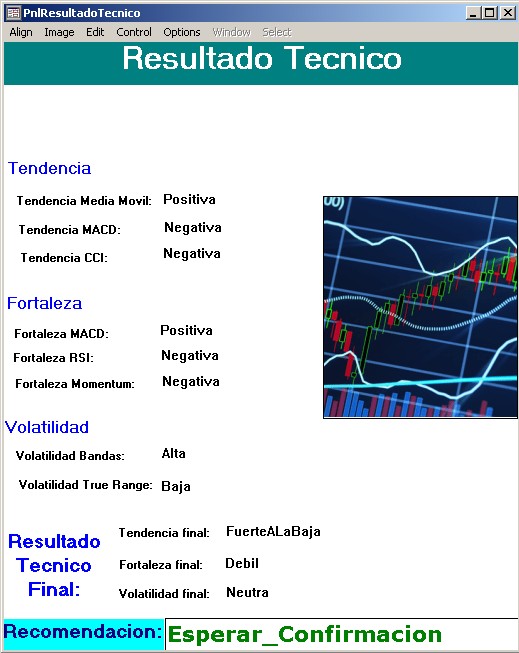 PnlResultadoTecnico
Align Image Edit Control Options Window Select
Resultado Tecnico
Tendencia
Tendencia Media Movil: Positiva
Tendencia MACD: Negativa
Tendencia CCI: Negativa
Fortaleza
Fortaleza MACD: Positiva
Fortaleza RSI: Negativa
Fortaleza Momentum: Negativa
Volatilidad
Volatilidad Bandas: Alta
Volatilidad True Range: Baja
Resultado
Tecnico
Final:
Tendencia final: FuerteALaBaja
Fortaleza final: Debil
Volatilidad final: Neutra
Recomendacion: Esperar_Confirmacion
00)